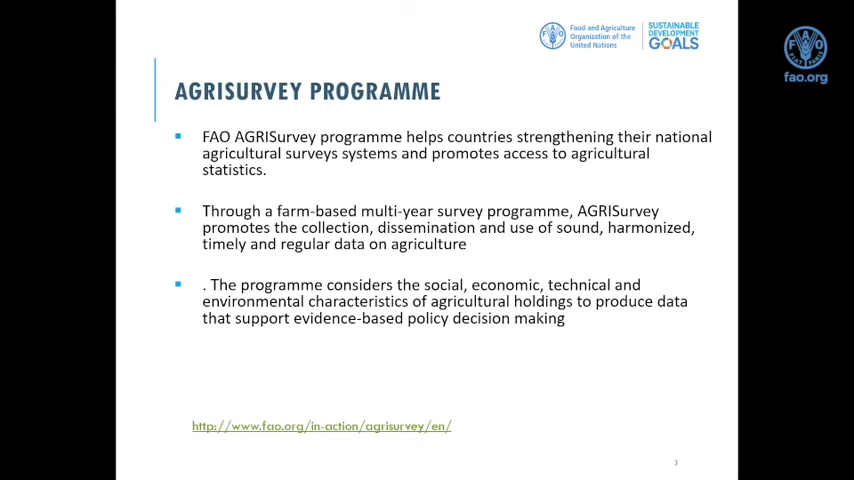 Food and Agriculture
Organization of the
United Nations
SUSTAINABLE
DEVELOPMENT
GOALS
FAO
FIAT PANIS
fao.org
AGRISURVEY PROGRAMME
FAO AGRISurvey programme helps countries strengthening their national
agricultural surveys systems and promotes access to agricultural
statistics.
Through a farm-based multi-year survey programme, AGRISurvey
promotes the collection, dissemination and use of sound, harmonized,
timely and regular data on agriculture
. The programme considers the social, economic, technical and
environmental characteristics of agricultural holdings to produce data
that support evidence-based policy decision making
http://www.fao.org/in-action/agrisurvey/en/
3